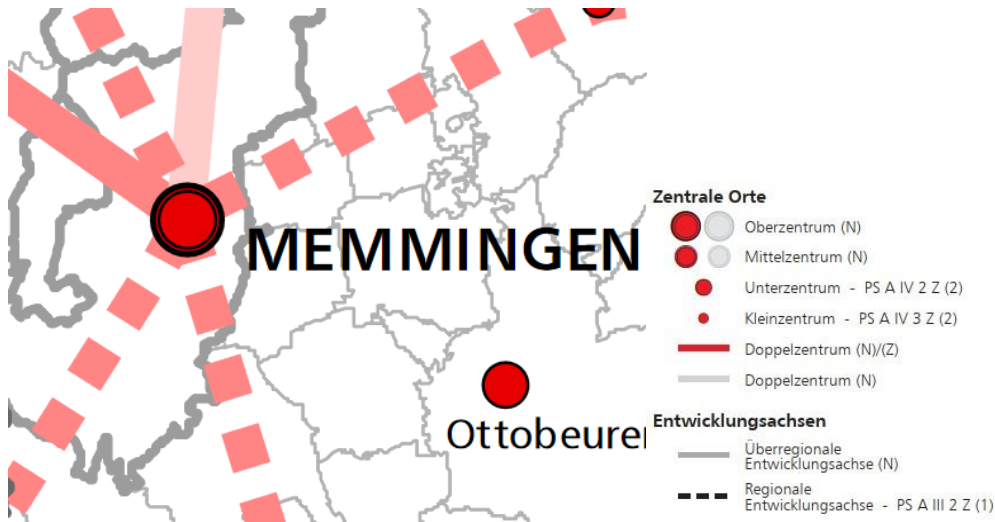 MEMMINGEN
Ottobeure
Zentrale Orte
Oberzentrum (N)
Mittelzentrum (N)
Unterzentrum - PS A IV 2 Z (2)
Kleinzentrum - PS A IV 3 Z (2)
Doppelzentrum (N)/(Z)
Doppelzentrum (N)
Entwicklungsachsen
Überregionale
Entwicklungsachse (N)
Regionale
Entwicklungsachse - PS A III 2 Z (1)